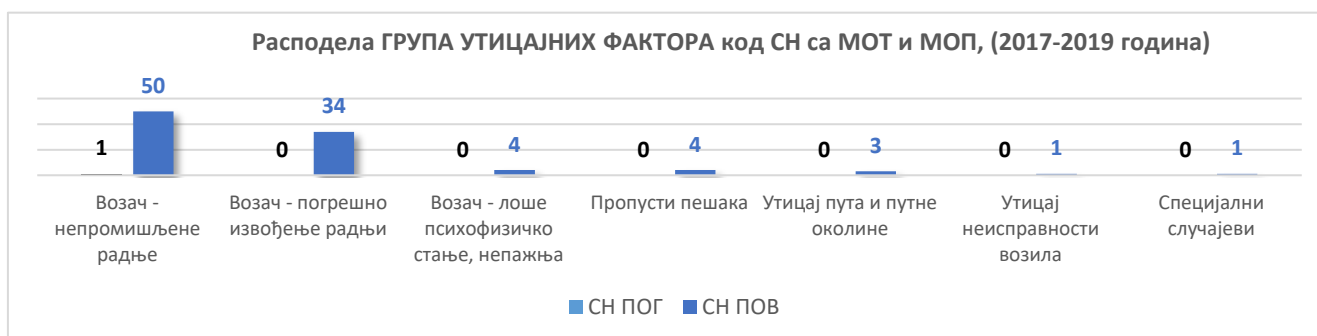 Расподела ГРУПА УТИЦАЈНИХ ФАКТОРА код СН са МОТ и МОП, (2017-2019 година)
1 50 0 34 0 4 0 4 0 3 0 1 0 1
Возач - непромишљене радње
Возач - погрешно извођење радњи
Возач - лоше психофизичко стање, непажња
Пропусти пешака
Утицај пута и путне околине
Утицај неисправности возила
Специјални случајеви
СН ПОГ СН ПОВ